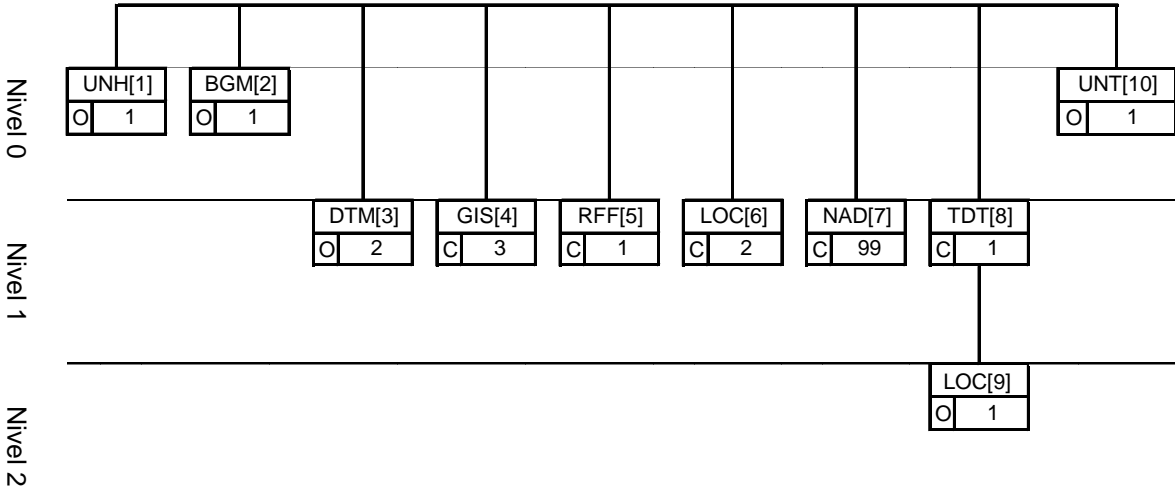 Nivel 0
UNH[1]
O 1
BGM[2]
O 1
UNT[10]
O 1
Nivel 1
DTM[3]
O 2
GIS[4]
C 3
RFF[5]
C 1
LOC[6]
C 2
NAD[7]
C 99
TDT[8]
C 1
Nivel 2
LOC[9]
O 1